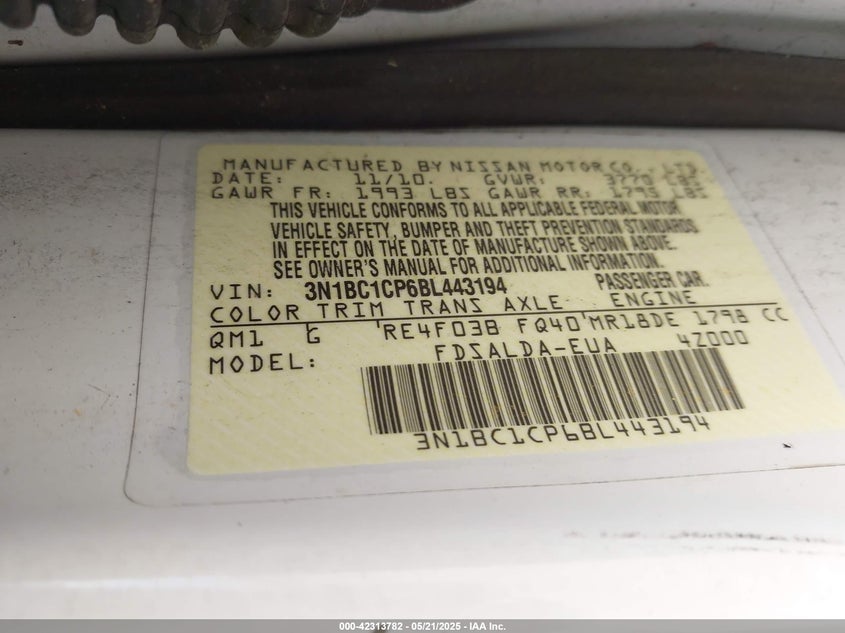 MANUFACTURED BY NISSAN MOTOR CO., LTD.
DATE: 11/10. GVWR: 3770 LBS
GAWR FR: 1993 LBS GAWR RR: 1795 LBS
THIS VEHICLE CONFORMS TO ALL APPLICABLE FEDERAL MOTOR
VEHICLE SAFETY, BUMPER AND THEFT PREVENTION STANDARDS
IN EFFECT ON THE DATE OF MANUFACTURE SHOWN ABOVE.
SEE OWNER'S MANUAL FOR ADDITIONAL INFORMATION.
VIN: 3N1BC1CP6BL443194 PASSENGER CAR.
COLOR TRIM TRANS AXLE ENGINE
QM1 G RE4F03B FQ40 MR18DE 1798 CC
MODEL: FDSALDA-EUA 4Z000
3N1BC1CP6BL443194
000-42313782 - 05/21/2025 - IAA Inc.